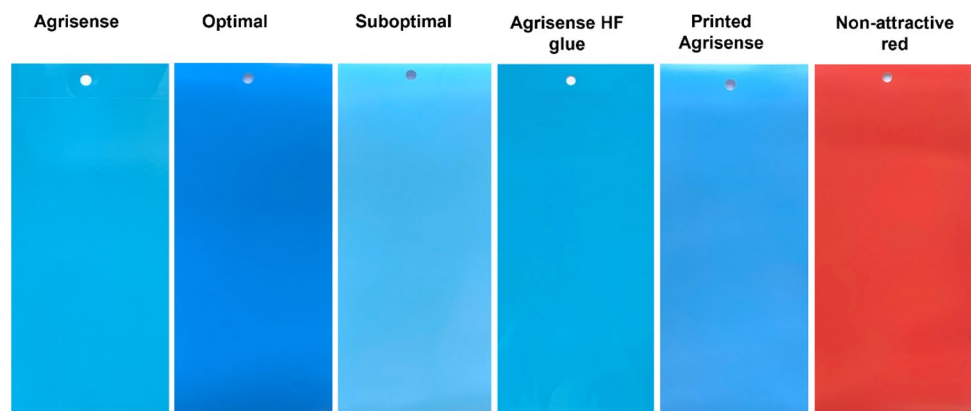 Agrisense
Optimal
Suboptimal
Agrisense HF
glue
Printed
Agrisense
Non-attractive
red